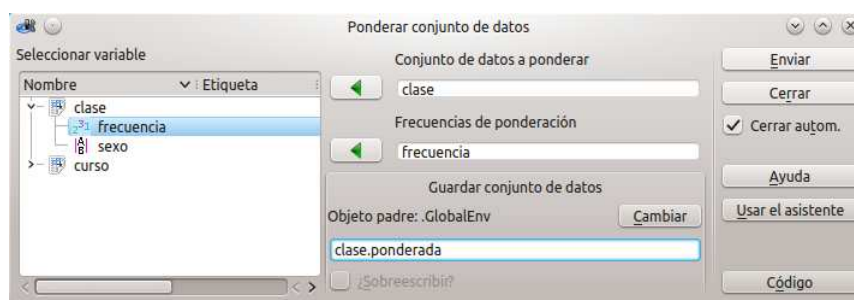 Ponderar conjunto de datos
Seleccionar variable
Nombre Etiqueta
clase
frecuencia
sexo
curso
Conjunto de datos a ponderar
clase
Frecuencias de ponderación
frecuencia
Guardar conjunto de datos
Objeto padre: .GlobalEnv Cambiar
clase.ponderada
¿Sobreescribir?
Enviar
Cerrar
Cerrar autom.
Ayuda
Usar el asistente
Código